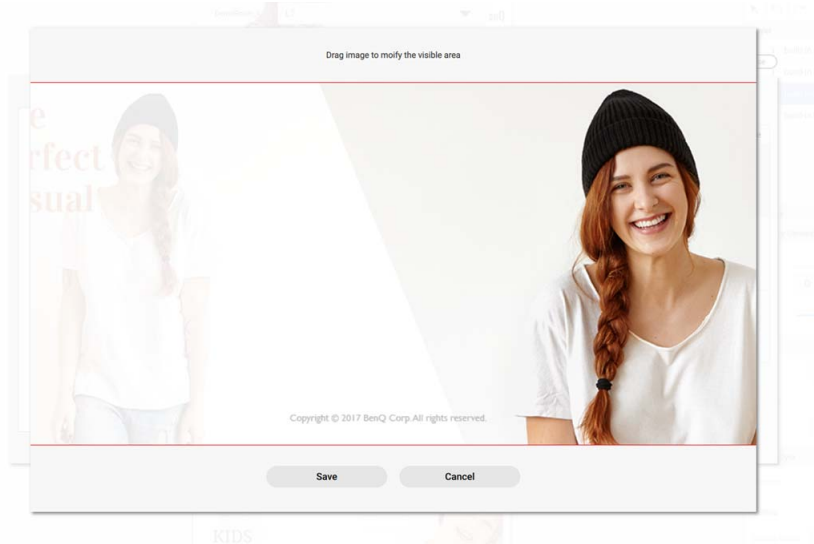 Drag image to moify the visible area
e
rfect
sual
Copyright © 2017 BenQ Corp. All rights reserved.
Save
Cancel
KIDS